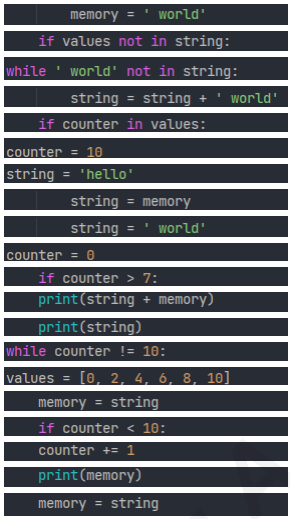 memory = ' world'
    if values not in string:
while ' world' not in string:
        string = string + ' world'
    if counter in values:
counter = 10
string = 'hello'
        string = memory
        string = ' world'
counter = 0
    if counter > 7:
    print(string + memory)
    print(string)
while counter != 10:
values = [0, 2, 4, 6, 8, 10]
    memory = string
    if counter < 10:
    counter += 1
    print(memory)
    memory = string